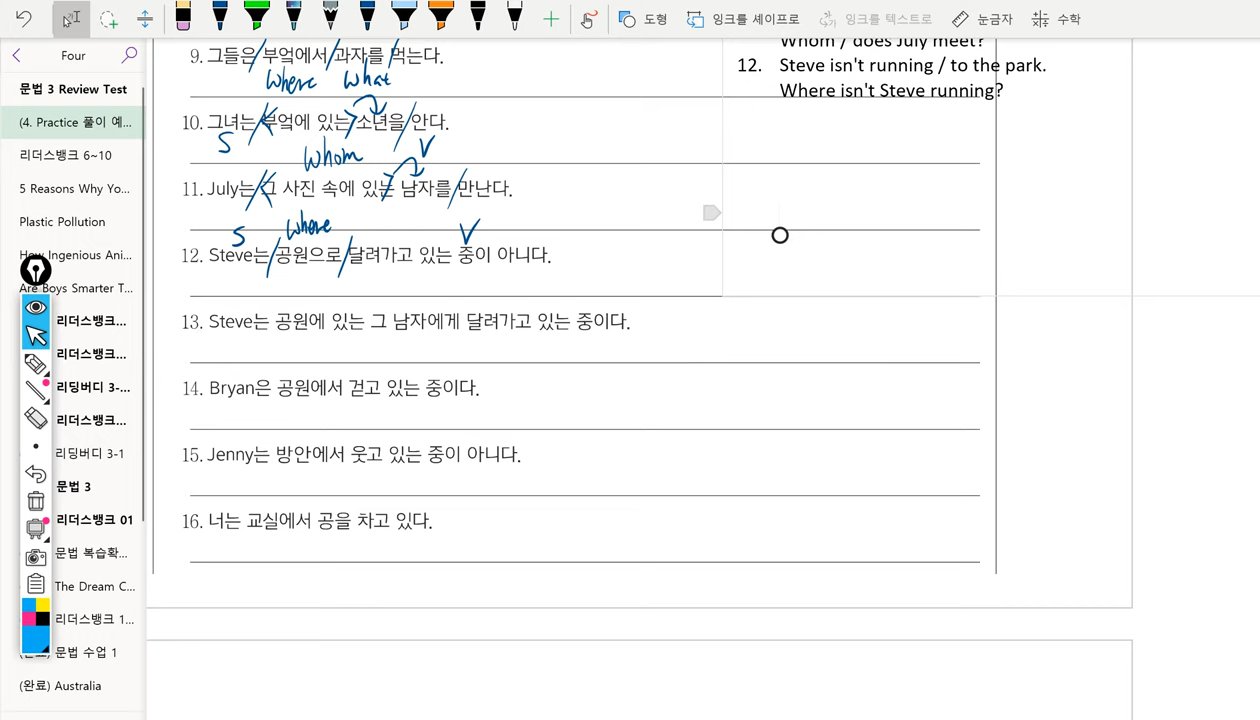 도형
잉크를 셰이프로
잉크를 텍스트로
눈금자
수학
Four
문법 3 Review Test
(4. Practice 풀이 예...
리더스뱅크 6~10
5 Reasons Why Yo...
Plastic Pollution
How Ingenious Ani...
Are Boys Smarter T...
리더스뱅크...
리더스뱅크...
리딩버디 3-...
리더스뱅크...
리딩버디 3-1
문법 3
리더스뱅크 01
문법 복습확...
The Dream C...
리더스뱅크 1...
문법 수업 1
(완료) Australia
9. 그들은 부엌에서 과자를 먹는다.
where what
10. 그녀는 부엌에 있는 소년을 안다.
S whom V
11. July는 그 사진 속에 있는 남자를 만난다.
S where V
12. Steve는 공원으로 달려가고 있는 중이 아니다.
13. Steve는 공원에 있는 그 남자에게 달려가고 있는 중이다.
14. Bryan은 공원에서 걷고 있는 중이다.
15. Jenny는 방안에서 웃고 있는 중이 아니다.
16. 너는 교실에서 공을 차고 있다.
Whom / does July meet?
12. Steve isn't running / to the park.
Where isn't Steve running?